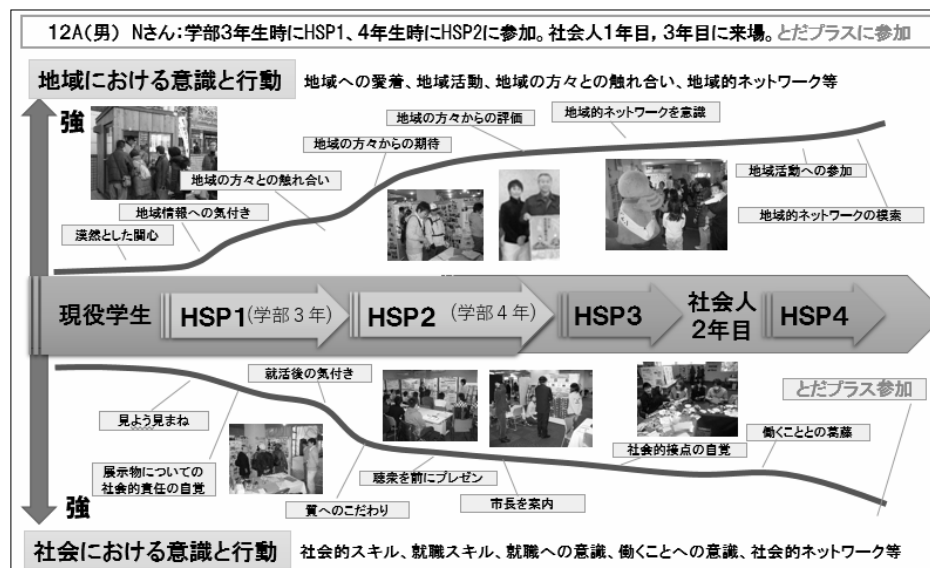 12A(男) Nさん:学部3年生時にHSP1、4年生時にHSP2に参加。社会人1年目，3年目に来場。とだプラスに参加
地域における意識と行動
地域への愛着、地域活動、地域の方々との触れ合い、地域的ネットワーク等
強
地域の方々からの評価
地域的ネットワークを意識
地域の方々からの期待
地域の方々との触れ合い
地域活動への参加
地域情報への気付き
地域的ネットワークの模索
漠然とした関心
現役学生
HSP1(学部3年)
HSP2 (学部4年)
HSP3
社会人
2年目
HSP4
就活後の気付き
とだプラス参加
見よう見まね
働くこととの葛藤
社会的接点の自覚
展示物についての
社会的責任の自覚
聴衆を前にプレゼン
市長を案内
質へのこだわり
強
社会における意識と行動
社会的スキル、就職スキル、就職への意識、働くことへの意識、社会的ネットワーク等